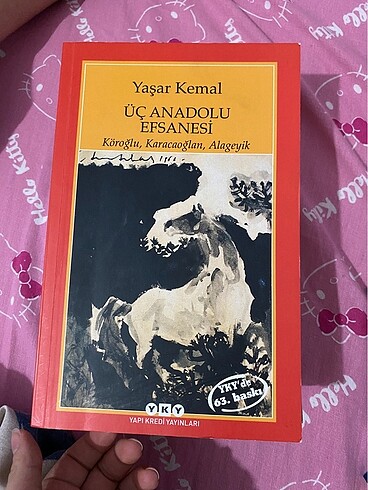 Yaşar Kemal
ÜÇ ANADOLU
EFSANESİ
Köroğlu, Karacaoğlan, Alageyik
YKY'de
63. baskı
YKY
YAPI KREDİ YAYINLARI
Hello Kitty
Hello Kitty
Hello Kitty
Hello Kitty